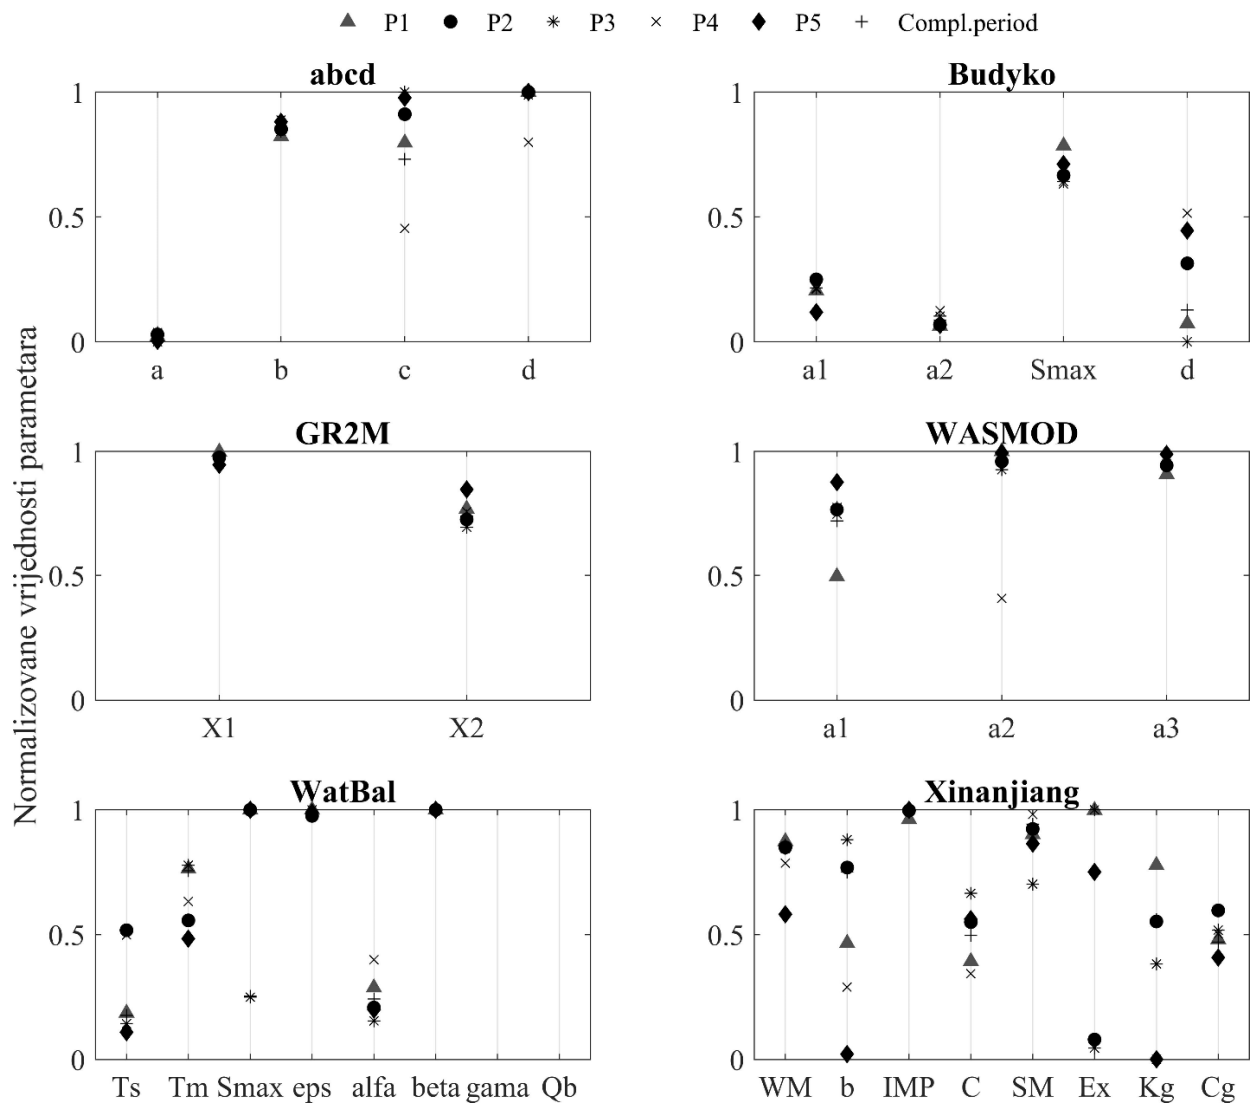 P1 P2 P3 P4 P5 Compl.period
abcd
1
0.5
0
a b c d
Budyko
1
0.5
0
a1 a2 Smax d
Normalizovane vrijednosti parametara
GR2M
1
0.5
0
X1 X2
WASMOD
1
0.5
0
a1 a2 a3
WatBal
1
0.5
0
Ts Tm Smax eps alfa beta gama Qb
Xinanjiang
1
0.5
0
WM b IMP C SM Ex Kg Cg